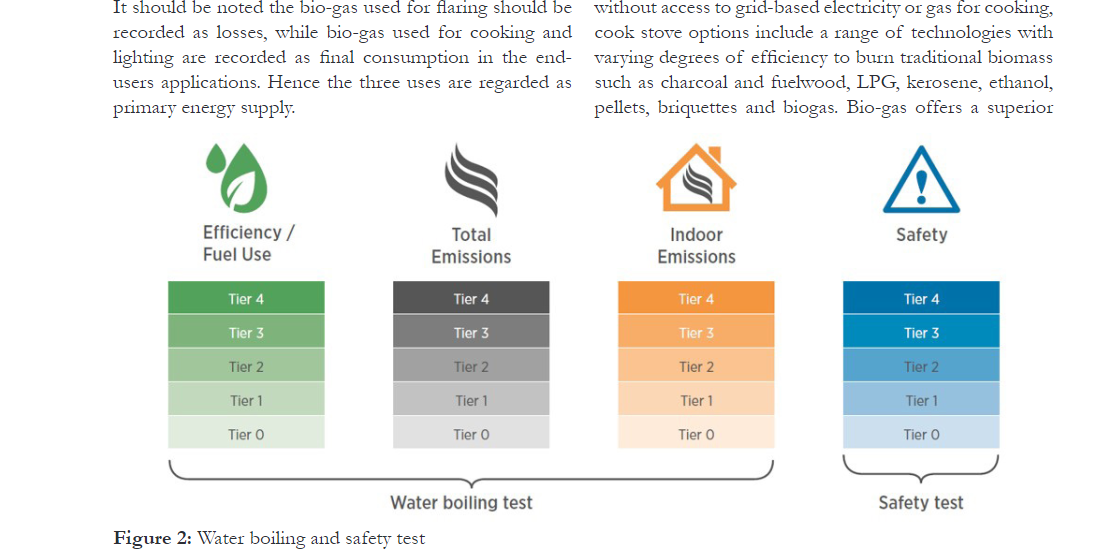 It should be noted the bio-gas used for flaring should be
recorded as losses, while bio-gas used for cooking and
lighting are recorded as final consumption in the end-
users applications. Hence the three uses are regarded as
primary energy supply.
without access to grid-based electricity or gas for cooking,
cook stove options include a range of technologies with
varying degrees of efficiency to burn traditional biomass
such as charcoal and fuelwood, LPG, kerosene, ethanol,
pellets, briquettes and biogas. Bio-gas offers a superior
Efficiency /
Fuel Use
Tier 4
Tier 3
Tier 2
Tier 1
Tier 0
Total
Emissions
Tier 4
Tier 3
Tier 2
Tier 1
Tier 0
Indoor
Emissions
Tier 4
Tier 3
Tier 2
Tier 1
Tier 0
Safety
Tier 4
Tier 3
Tier 2
Tier 1
Tier 0
Water boiling test
Safety test
Figure 2: Water boiling and safety test